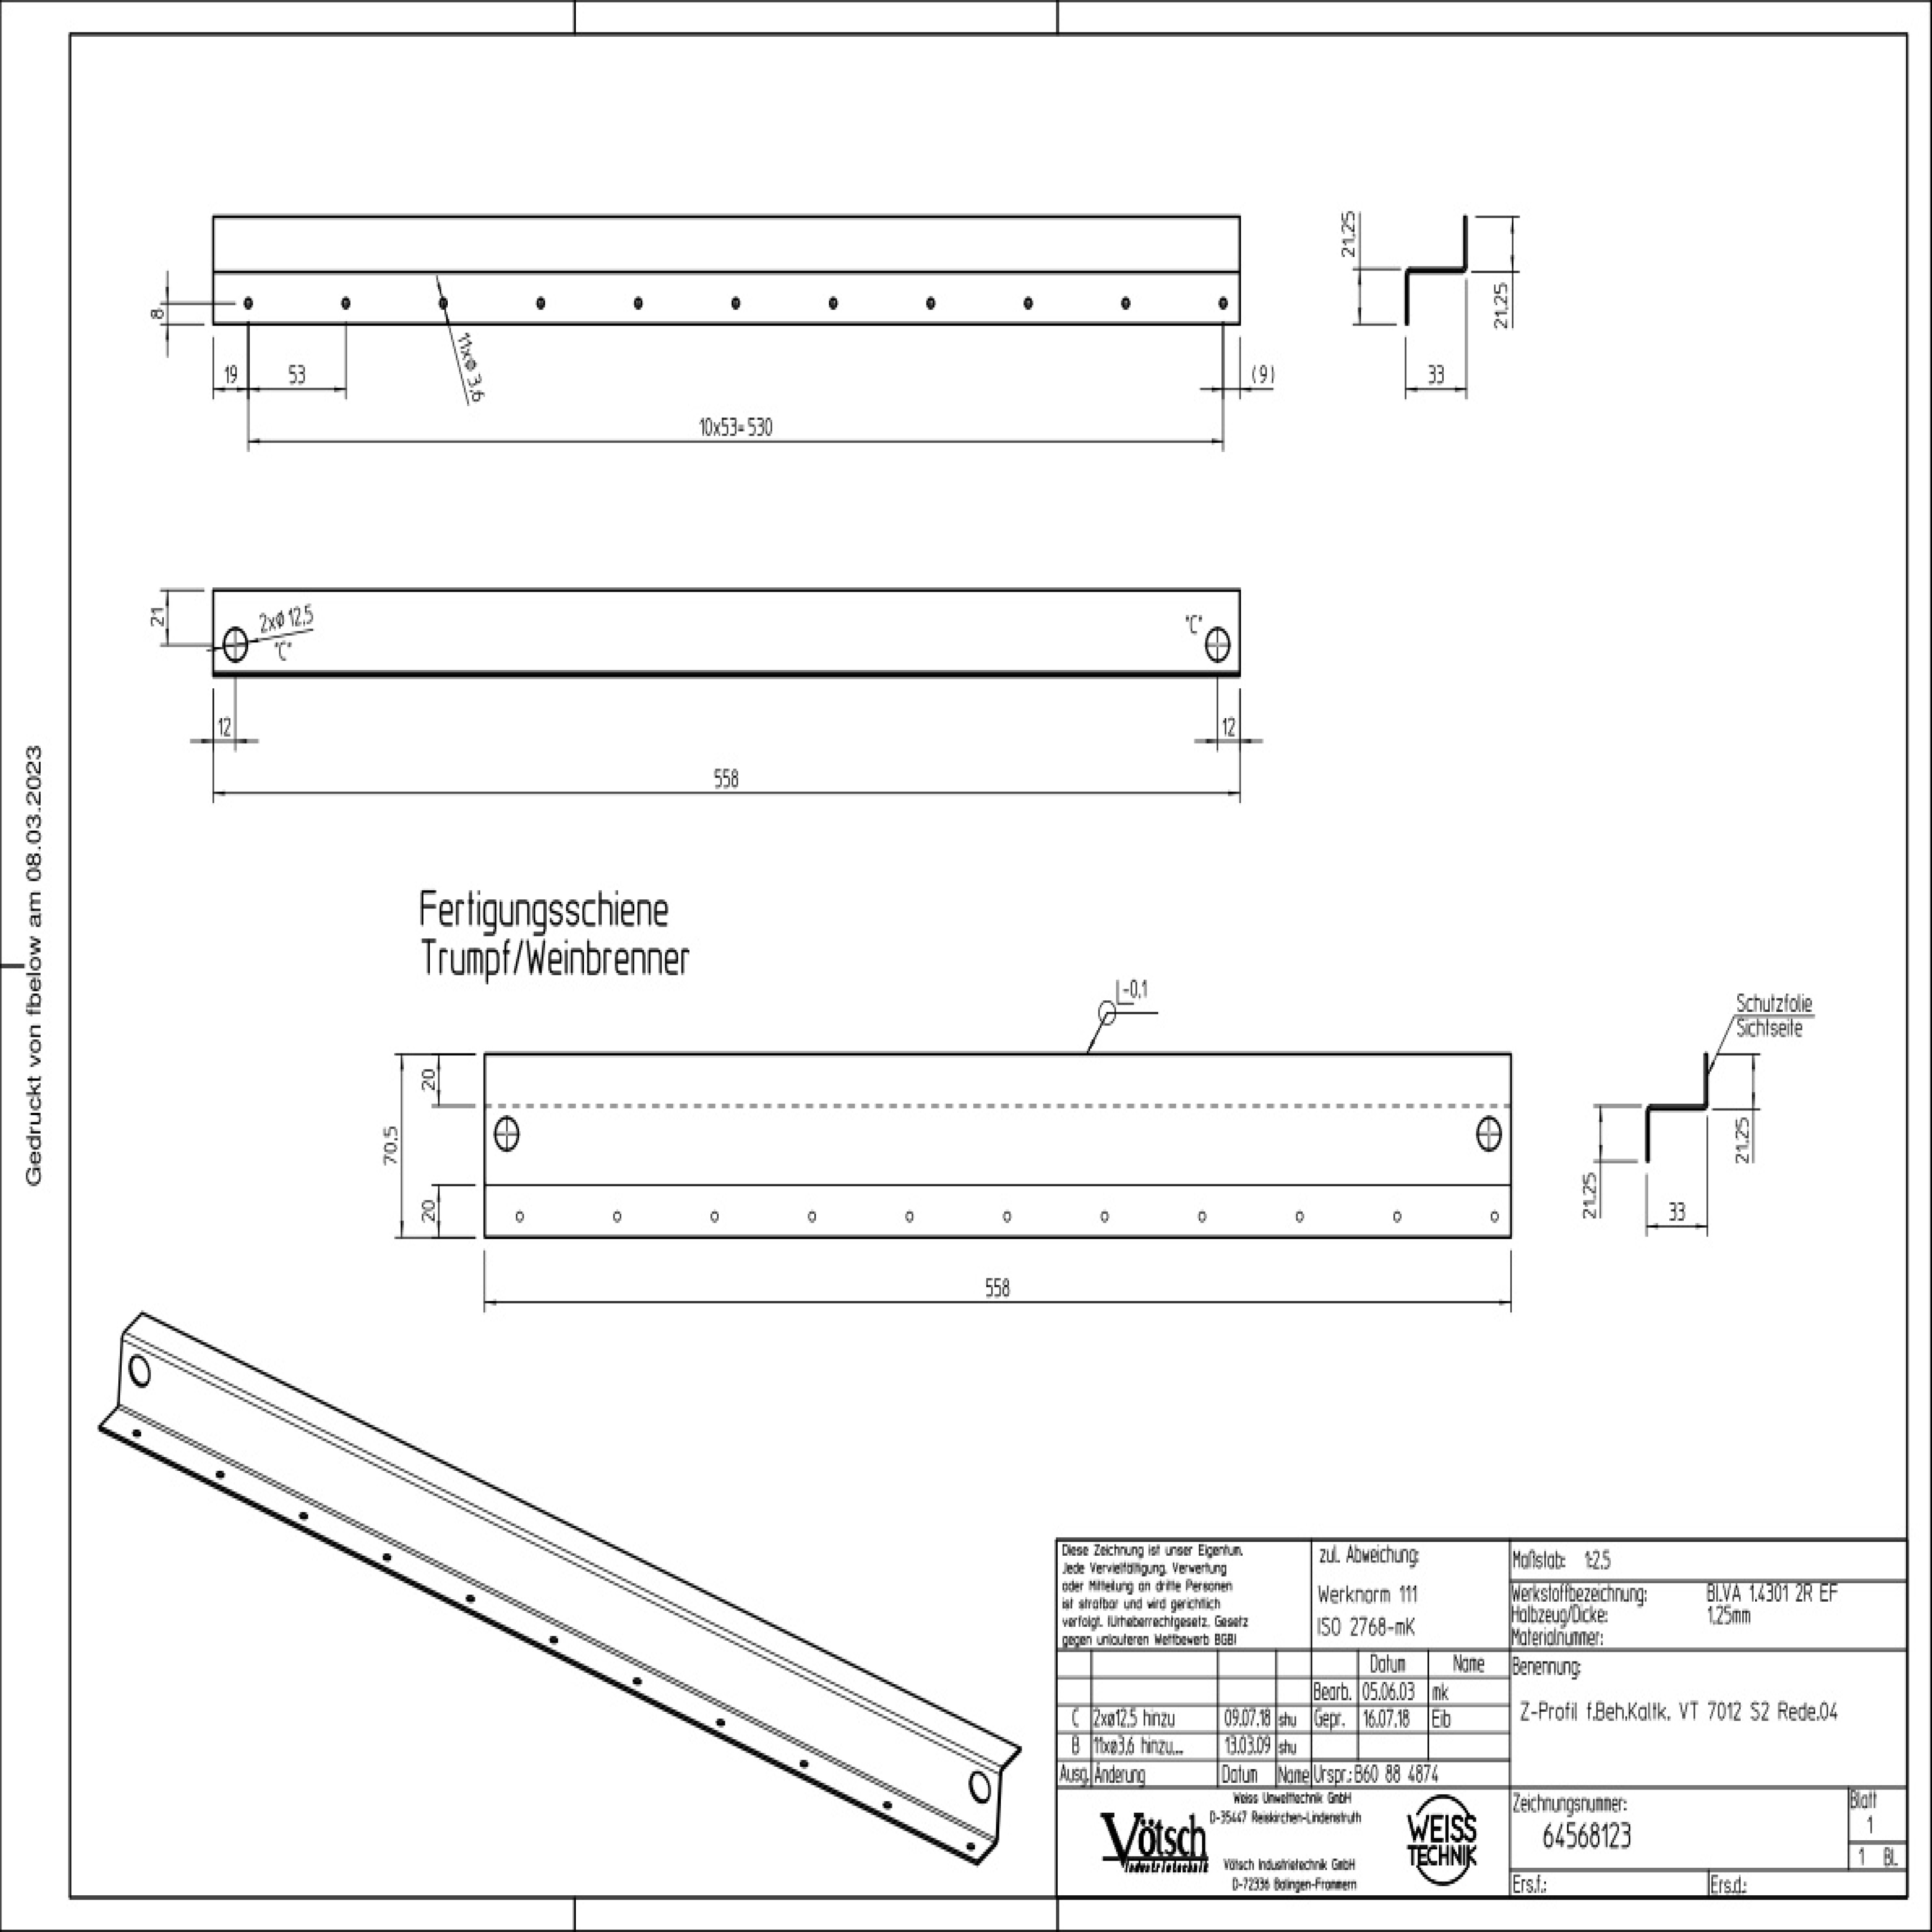 21,25
8
21,25
19
53
11xø 3,6
(9)
33
10x53=530
21
2xø 12,5
"C"
"C"
12
12
558
Gedruckt von fbelow am 08.03.2023
Fertigungsschiene
Trumpf/Weinbrenner
-0,1
Schutzfolie
Sichtseite
20
70.5
20
21,25
21,25
33
558
Diese Zeichnung ist unser Eigentum.
Jede Vervielfältigung, Verwertung
oder Mitteilung an dritte Personen
ist strafbar und wird gerichtlich
verfolgt. (Urheberrechtgesetz, Gesetz
gegen unlauteren Wettbewerb BGB)
zul. Abweichung:
Werknorm 111
ISO 2768-mK
Maßstab: 1:2.5
Werkstoffbezeichnung: BLVA 1.4301 2R EF
Halbzeug/Dicke: 1,25mm
Materialnummer:
Datum Name
Benennung:
Bearb. 05.06.03 mk
Z-Profil f.Beh.Kaltk. VT 7012 S2 Rede.04
C 2xø12,5 hinzu 09.07.18 shu Gepr. 16.07.18 Eib
B 11xø3,6 hinzu... 13.03.09 shu
Ausg. Änderung Datum Name Urspr.: B60 88 4874
Weiss Umwelttechnik GmbH
D-35447 Reiskirchen-Lindenstruth
Vötsch
Industrietechnik
Vötsch Industrietechnik GmbH
D-72336 Balingen-Frommern
WEISS
TECHNIK
Zeichnungsnummer:
64568123
Blatt
1
1 Bl.
Ers.f.: Ers.d.: